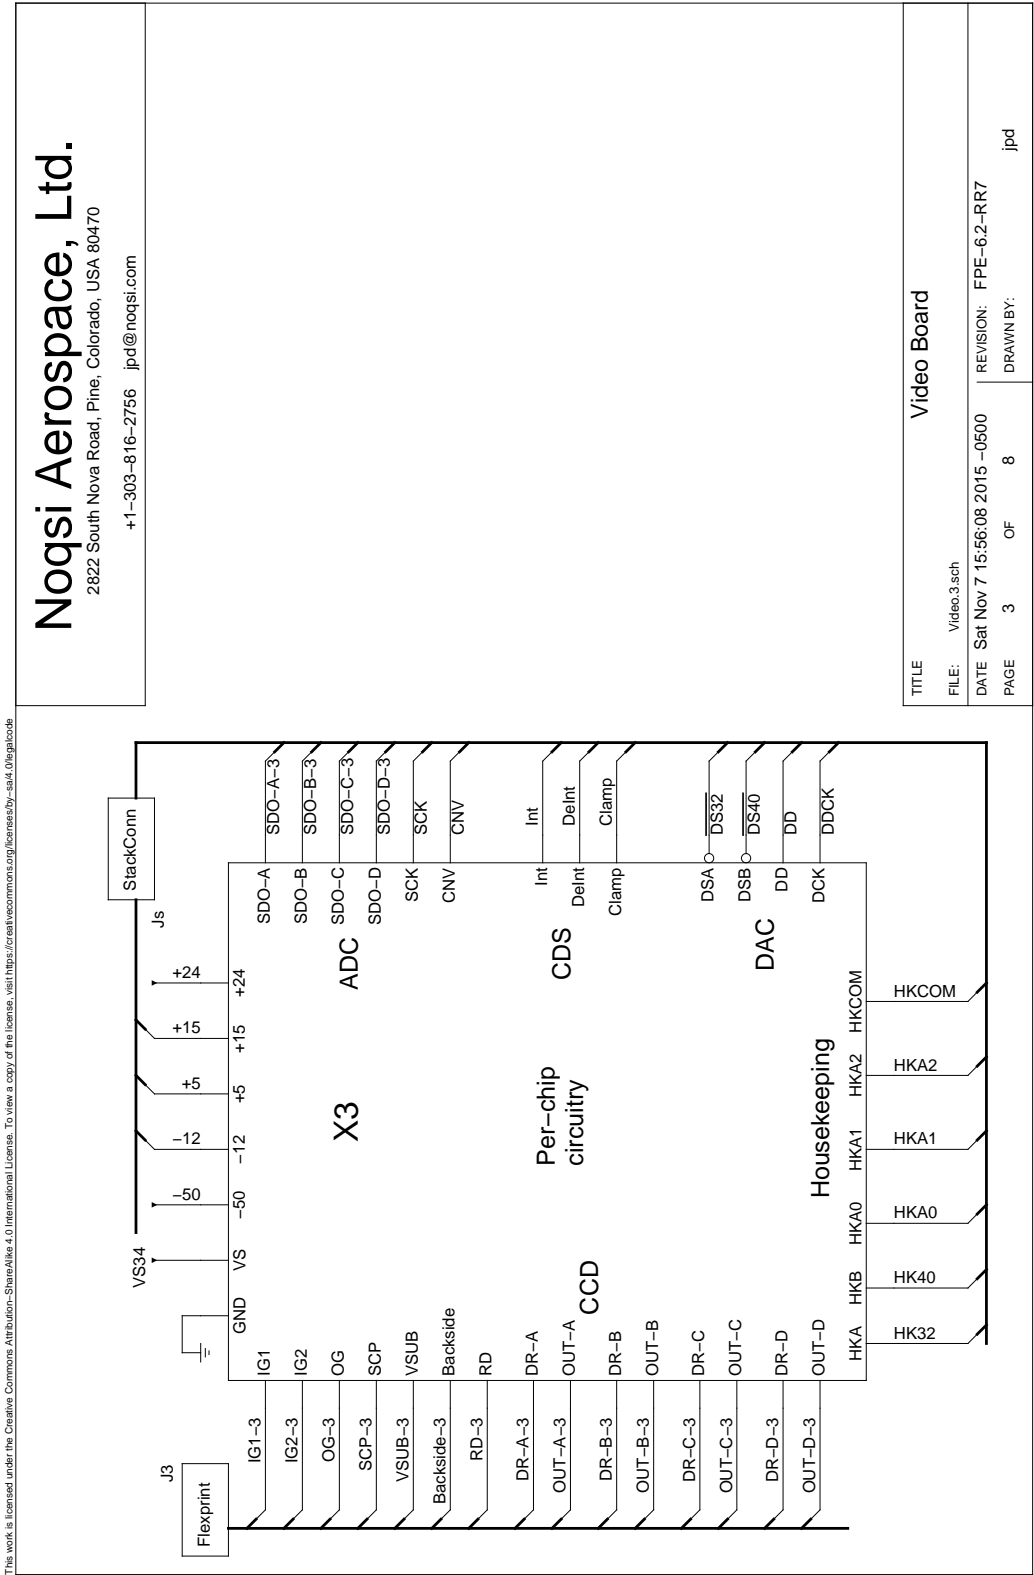 This work is licensed under the Creative Commons Attribution−ShareAlike 4.0 International License. To view a copy of the license, visit https://creativecommons.org/licenses/by−sa/4.0/legalcode
Noqsi Aerospace, Ltd.
2822 South Nova Road, Pine, Colorado, USA 80470
+1−303−816−2756 jpd@noqsi.com
StackConn
Js
J3
Flexprint
VS34
−50
−12
+5
+15
+24
GND
VS
−50
−12
+5
+15
+24
IG1−3
IG1
SDO−A
SDO−A−3
IG2−3
IG2
SDO−B
SDO−B−3
OG−3
OG
SDO−C
SDO−C−3
SCP−3
SCP
SDO−D
SDO−D−3
VSUB−3
VSUB
SCK
SCK
Backside−3
Backside
CNV
CNV
RD−3
RD
X3
ADC
DR−A−3
DR−A
Int
Int
OUT−A−3
OUT−A
DeInt
DeInt
DR−B−3
DR−B
Clamp
Clamp
OUT−B−3
OUT−B
CCD
Per−chip
circuitry
CDS
DR−C−3
DR−C
DSA
DS32
OUT−C−3
OUT−C
DSB
DS40
DR−D−3
DR−D
DD
DD
OUT−D−3
OUT−D
DCK
DDCK
DAC
Housekeeping
HKA
HKB
HKA0
HKA1
HKA2
HKCOM
HK32
HK40
HKA0
HKA1
HKA2
HKCOM
TITLE
Video Board
FILE: Video.3.sch
REVISION: FPE−6.2−RR7
DATE Sat Nov 7 15:56:08 2015 −0500
PAGE 3 OF 8
DRAWN BY: jpd